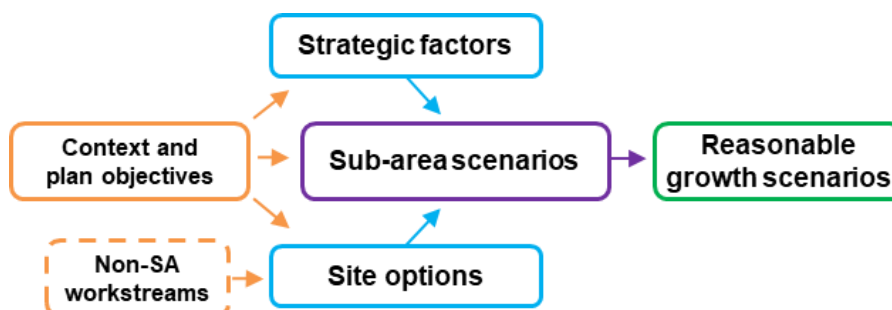 Strategic factors
Context and
plan objectives
Sub-area scenarios
Reasonable
growth scenarios
Non-SA
workstreams
Site options